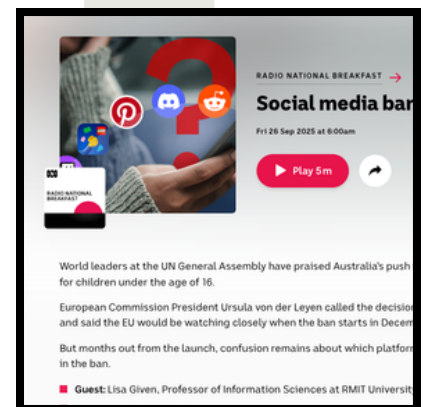 RADIO NATIONAL BREAKFAST
Social media ban
Fri 26 Sep 2025 at 6:00am
Play 5m
RADIO NATIONAL
BREAKFAST
World leaders at the UN General Assembly have praised Australia's push
for children under the age of 16.
European Commission President Ursula von der Leyen called the decision
and said the EU would be watching closely when the ban starts in Decem
But months out from the launch, confusion remains about which platfor
in the ban.
Guest: Lisa Given, Professor of Information Sciences at RMIT Universit